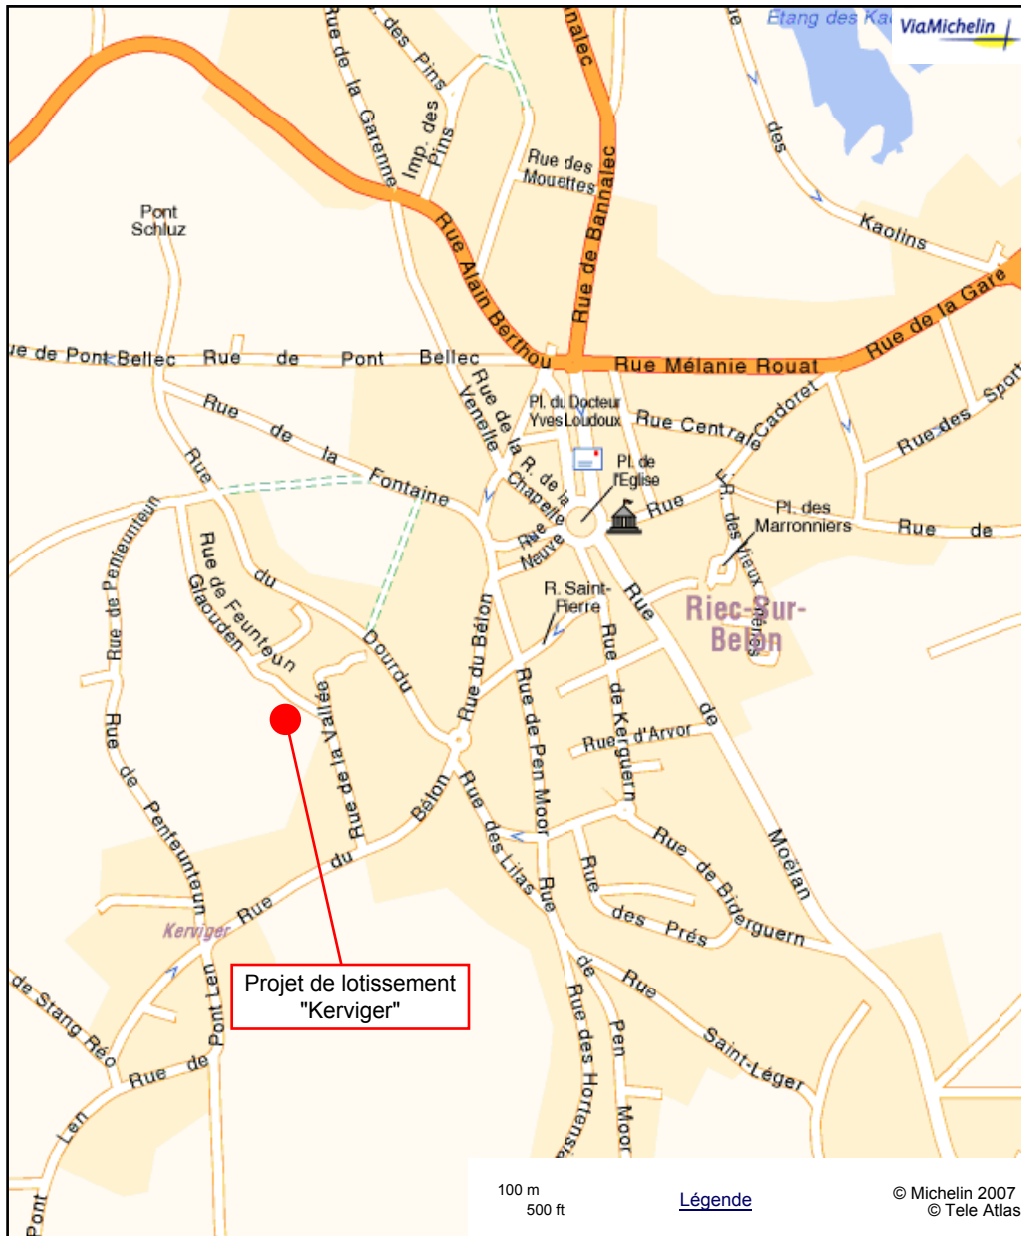 Etang des Ka
ViaMichelin
Rue de la Garenne
des Pins
Imp. des
Pins
nnalec
ue
des
Kaolins
Rue des
Mouettes
Rue de Bannalec
Pont
Schluz
Rue Alain Berthou
Rue de la Gare
ue de Pont Bellec
Rue de Pont Bellec
Rue Mélanie Rouat
Rue de la
Venelle
Pl. du Docteur
Yves Loudoux
Rue Centrale
Cadoret
Rue des Sport
Rue de la Fontaine
R. de la
Chapelle
Pl. de
l'Eglise
Rue
R. des Vieux
Pl. des
Marronniers
Rue de
Rue
Neuve
Rue de Penfeunteun
Rue de Feunteun
Glaouden
Rue du Dourdu
R. Saint-
Pierre
Rue de Moëlan
Riec-Sur-
Belon
Rue du Bélon
Rue de Pen Moor
Rue de Kerguern
Rue d'Arvor
Rue de la Vallée
Rue de Penfeunteun
Rue du Bélon
Rue des Lilas
Rue des Prés
Rue de Biderguern
Kerviger
Projet de lotissement
"Kerviger"
Rue de Pen Moor
Rue Saint-Léger
Rue des Hortensia
de Stang Réo
Rue de Pont Len
Pont Len
100 m
500 ft
Légende
© Michelin 2007
© Tele Atlas